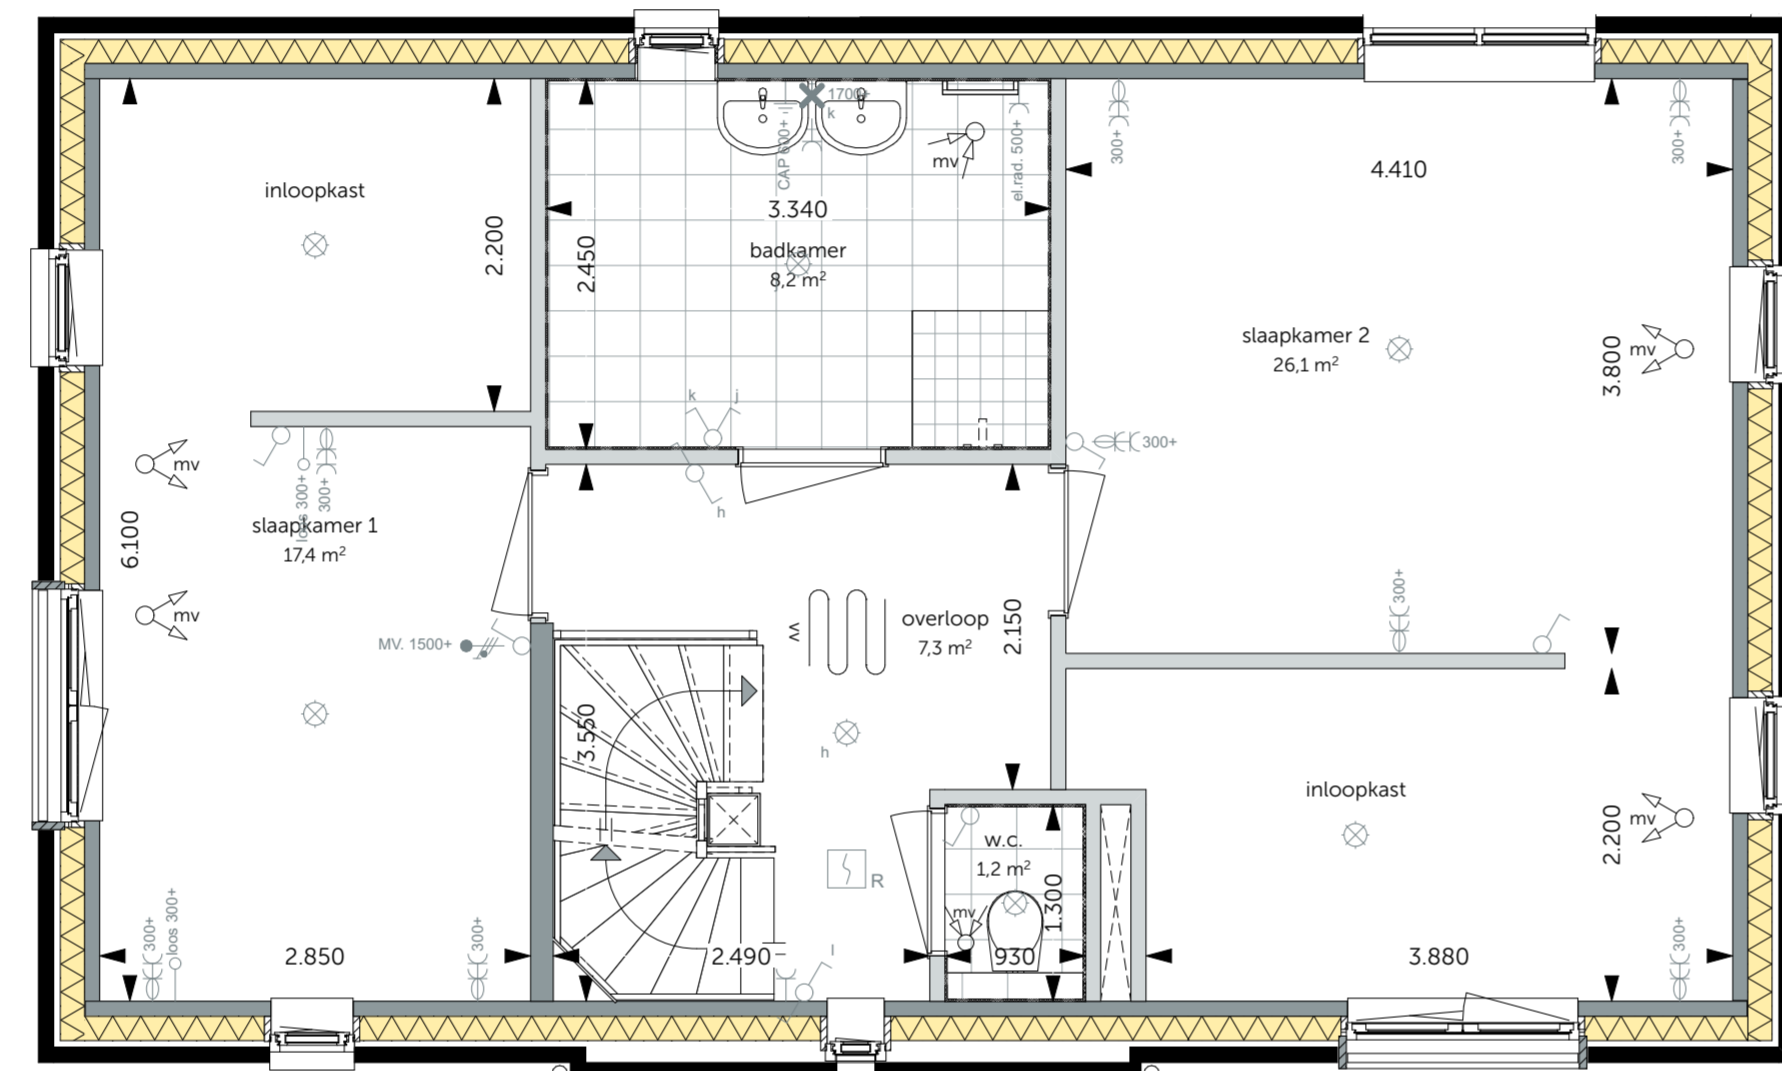 1700+
k
CAP 600+
mv
el.rad. 500+
300+
300+
4.410
inloopkast
2.200
3.340
2.450
badkamer
8,2 m²
slaapkamer 2
26,1 m²
3.800
mv
k
j
300+
h
mv
loos 300+
300+
slaapkamer 1
17,4 m²
6.100
mv
MV. 1500+
300+
vv
overloop
7,3 m²
2.150
3.550
h
inloopkast
2.200
mv
w.c.
1,2 m²
1.300
R
mv
300+
loos 300+
300+
300+
2.850
2.490
930
3.880
l